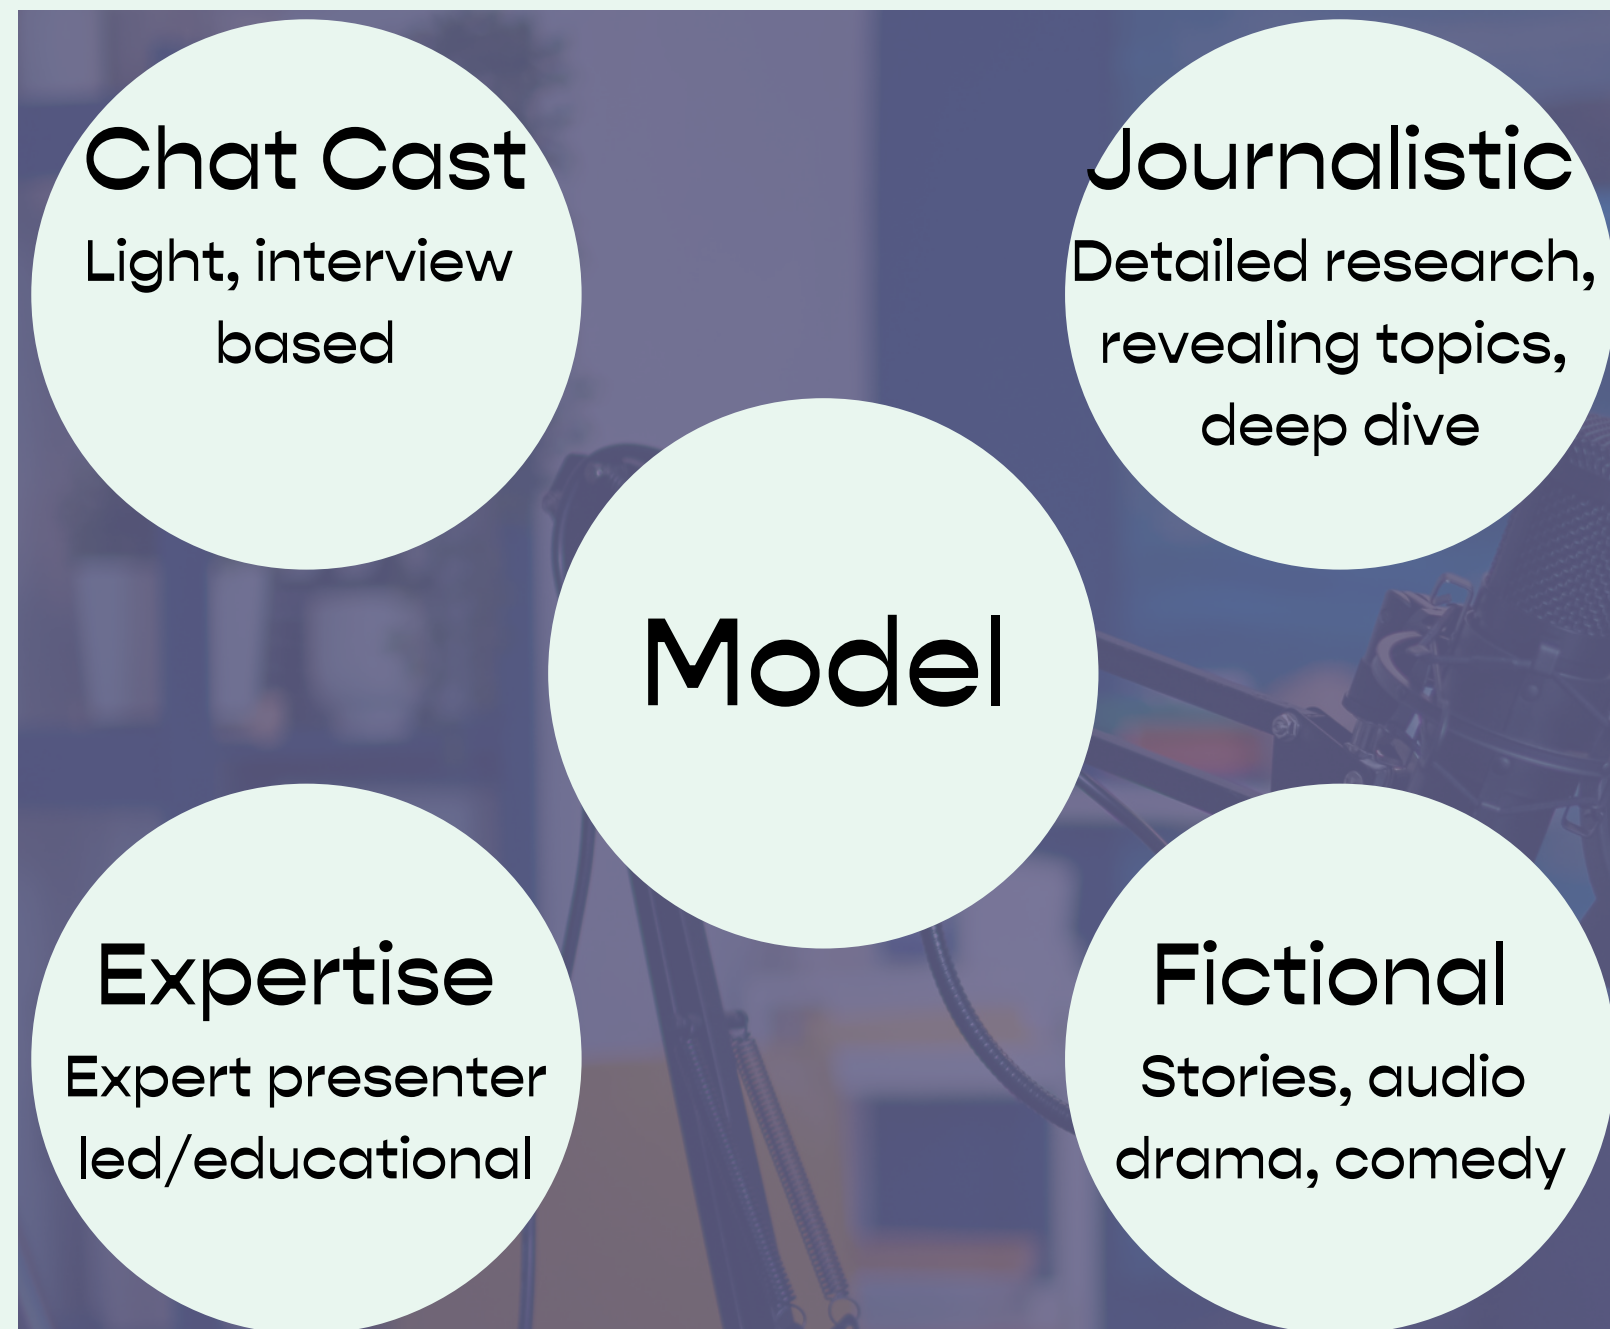 Chat Cast
Light, interview
based
Journalistic
Detailed research,
revealing topics,
deep dive
Model
Expertise
Expert presenter
led/educational
Fictional
Stories, audio
drama, comedy